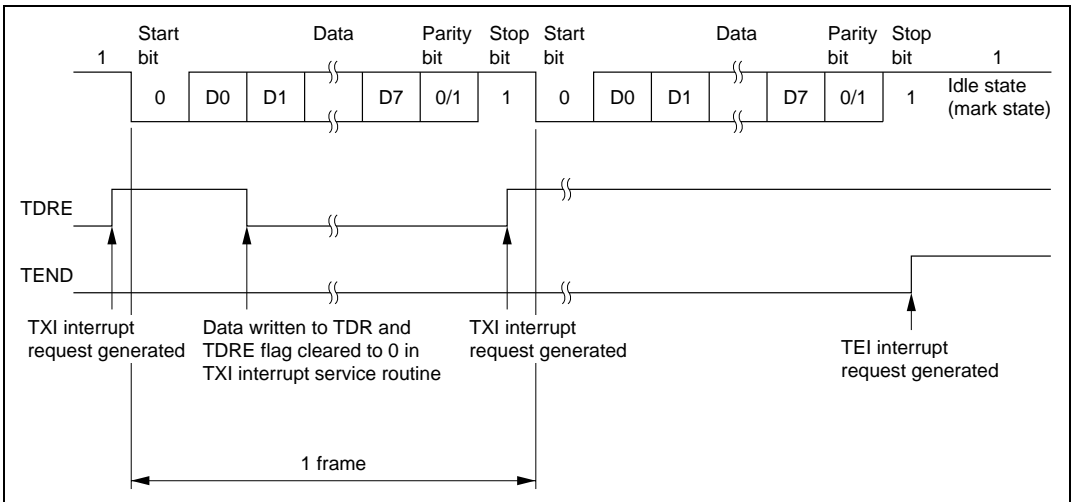 Start Data Parity Stop Start Data Parity Stop
1 bit bit bit bit bit bit 1
0 D0 D1 D7 0/1 1 0 D0 D1 D7 0/1 1 Idle state
(mark state)
TDRE
TEND
TXI interrupt
request generated
Data written to TDR and
TDRE flag cleared to 0 in
TXI interrupt service routine
TXI interrupt
request generated
TEI interrupt
request generated
1 frame